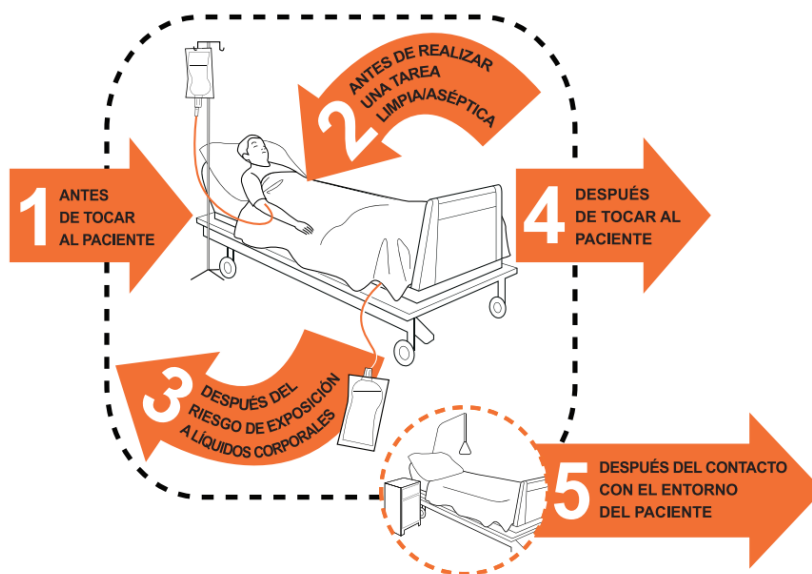 1
ANTES
DE TOCAR
AL PACIENTE
2
ANTES DE REALIZAR
UNA TAREA
LIMPIA/ASÉPTICA
3
DESPUÉS DEL
RIESGO DE EXPOSICIÓN
A LÍQUIDOS CORPORALES
4
DESPUÉS
DE TOCAR AL
PACIENTE
5
DESPUÉS DEL CONTACTO
CON EL ENTORNO
DEL PACIENTE